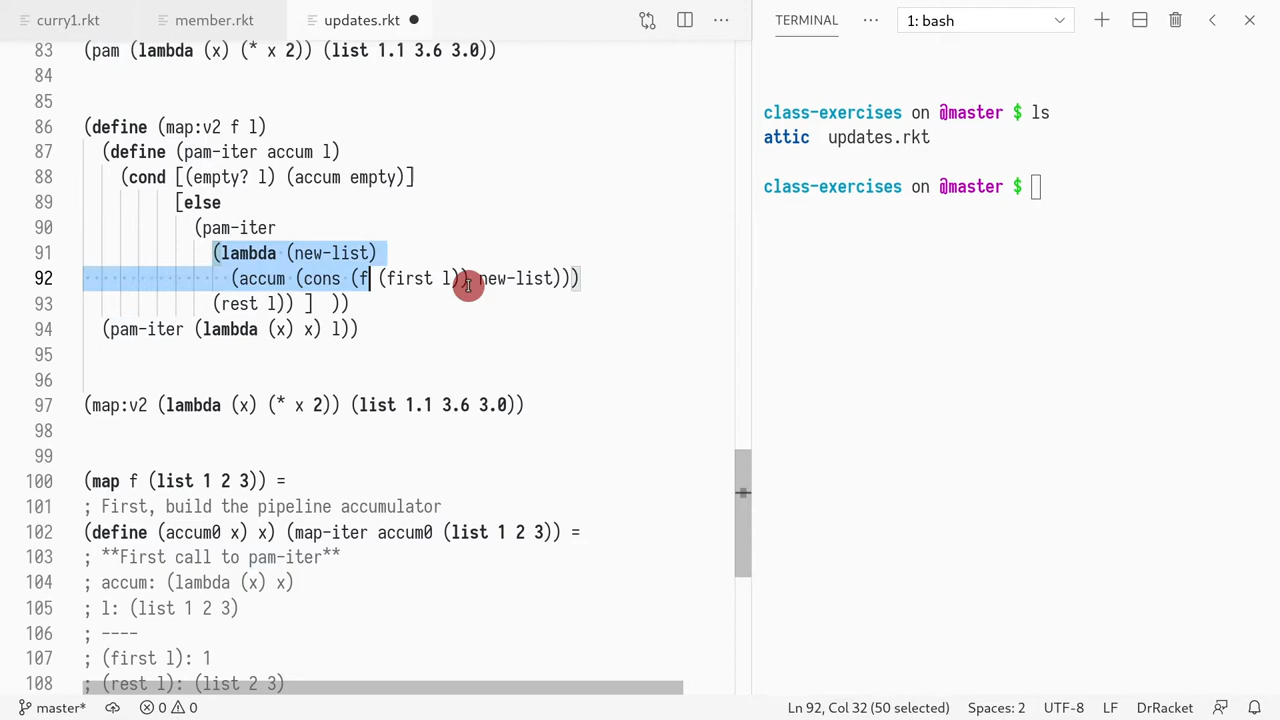 curry1.rkt member.rkt updates.rkt
TERMINAL 1: bash
83 (pam (lambda (x) (* x 2)) (list 1.1 3.6 3.0))
84
85
86 (define (map:v2 f l)
87 (define (pam-iter accum l)
88 (cond [(empty? l) (accum empty)]
89 [else
90 (pam-iter
91 (lambda (new-list)
92 (accum (cons (f (first l)) new-list)))
93 (rest l)) ] ))
94 (pam-iter (lambda (x) x) l))
95
96
97 (map:v2 (lambda (x) (* x 2)) (list 1.1 3.6 3.0))
98
99
100 (map f (list 1 2 3)) =
101 ; First, build the pipeline accumulator
102 (define (accum0 x) x) (map-iter accum0 (list 1 2 3)) =
103 ; **First call to pam-iter**
104 ; accum: (lambda (x) x)
105 ; l: (list 1 2 3)
106 ; ----
107 ; (first l): 1
108 ; (rest l): (list 2 3)
class-exercises on @master $ ls
attic updates.rkt
class-exercises on @master $
master* 0 0 Ln 92, Col 32 (50 selected) Spaces: 2 UTF-8 LF DrRacket